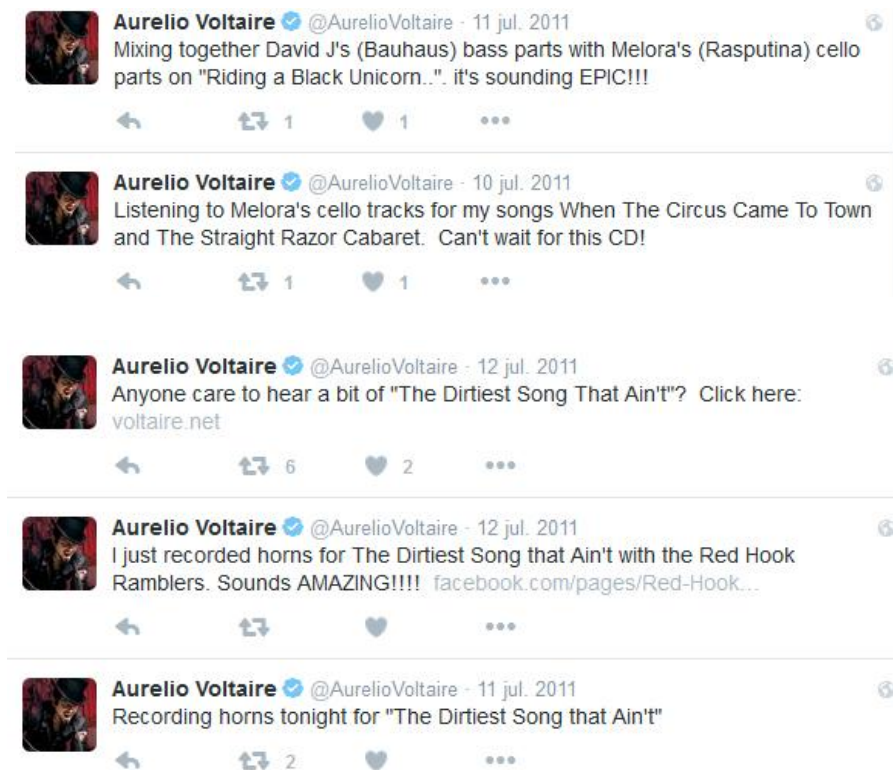 Aurelio Voltaire @AurelioVoltaire · 11 jul. 2011
Mixing together David J's (Bauhaus) bass parts with Melora's (Rasputina) cello
parts on "Riding a Black Unicorn..". it's sounding EPIC!!!
1 1
Aurelio Voltaire @AurelioVoltaire · 10 jul. 2011
Listening to Melora's cello tracks for my songs When The Circus Came To Town
and The Straight Razor Cabaret.  Can't wait for this CD!
1 1
Aurelio Voltaire @AurelioVoltaire · 12 jul. 2011
Anyone care to hear a bit of "The Dirtiest Song That Ain't"?  Click here:
voltaire.net
6 2
Aurelio Voltaire @AurelioVoltaire · 12 jul. 2011
I just recorded horns for The Dirtiest Song that Ain't with the Red Hook
Ramblers. Sounds AMAZING!!!!  facebook.com/pages/Red-Hook...
Aurelio Voltaire @AurelioVoltaire · 11 jul. 2011
Recording horns tonight for "The Dirtiest Song that Ain't"
2